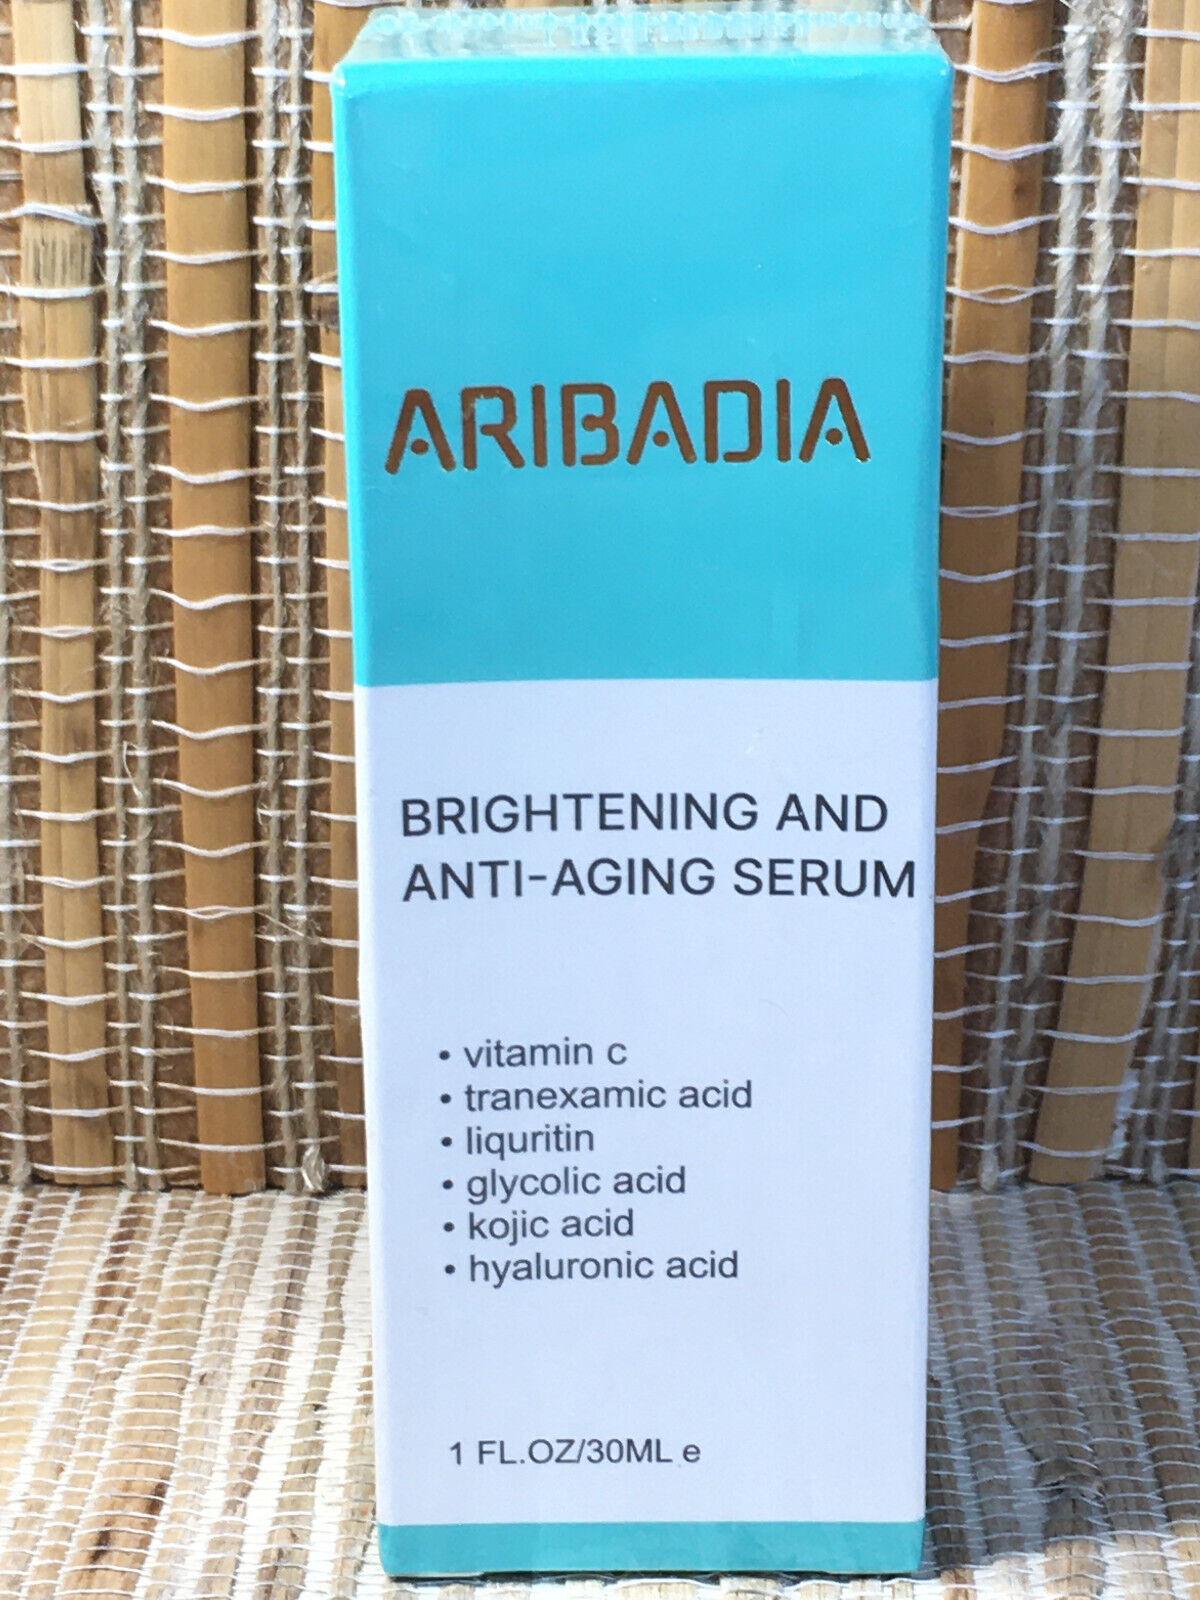 ARIBADIA
BRIGHTENING AND
ANTI-AGING SERUM
• vitamin c
• tranexamic acid
• liquritin
• glycolic acid
• kojic acid
• hyaluronic acid
1 FL.OZ/30ML e